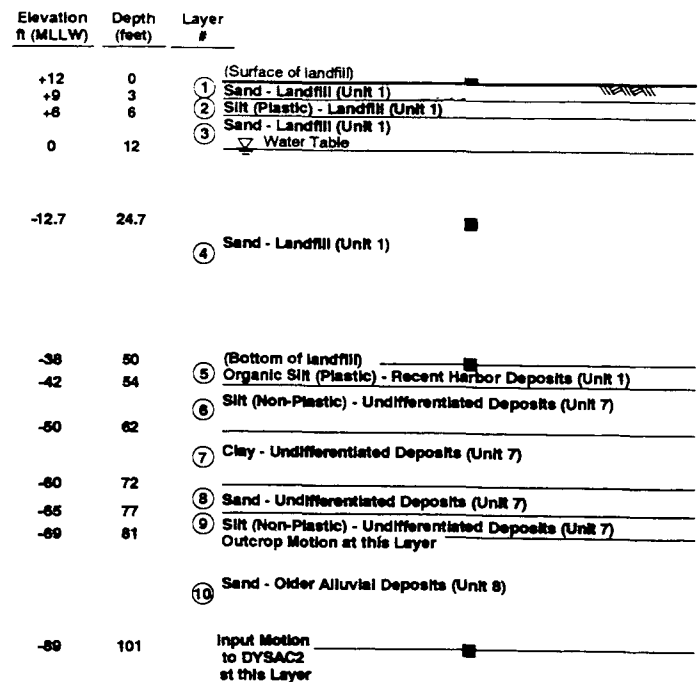 Elevation Depth Layer
ft (MLLW) (feet) #
(Surface of landfill)
+12 0
1 Sand - Landfill (Unit 1)
+9 3
2 Silt (Plastic) - Landfill (Unit 1)
+6 6
3 Sand - Landfill (Unit 1)
0 12 Water Table
-12.7 24.7
4 Sand - Landfill (Unit 1)
-38 50 (Bottom of landfill)
5 Organic Silt (Plastic) - Recent Harbor Deposits (Unit 1)
-42 54
6 Silt (Non-Plastic) - Undifferentiated Deposits (Unit 7)
-50 62
7 Clay - Undifferentiated Deposits (Unit 7)
-60 72
8 Sand - Undifferentiated Deposits (Unit 7)
-65 77
9 Silt (Non-Plastic) - Undifferentiated Deposits (Unit 7)
-69 81 Outcrop Motion at this Layer
10 Sand - Older Alluvial Deposits (Unit 8)
-89 101 Input Motion
to DYSAC2
at this Layer